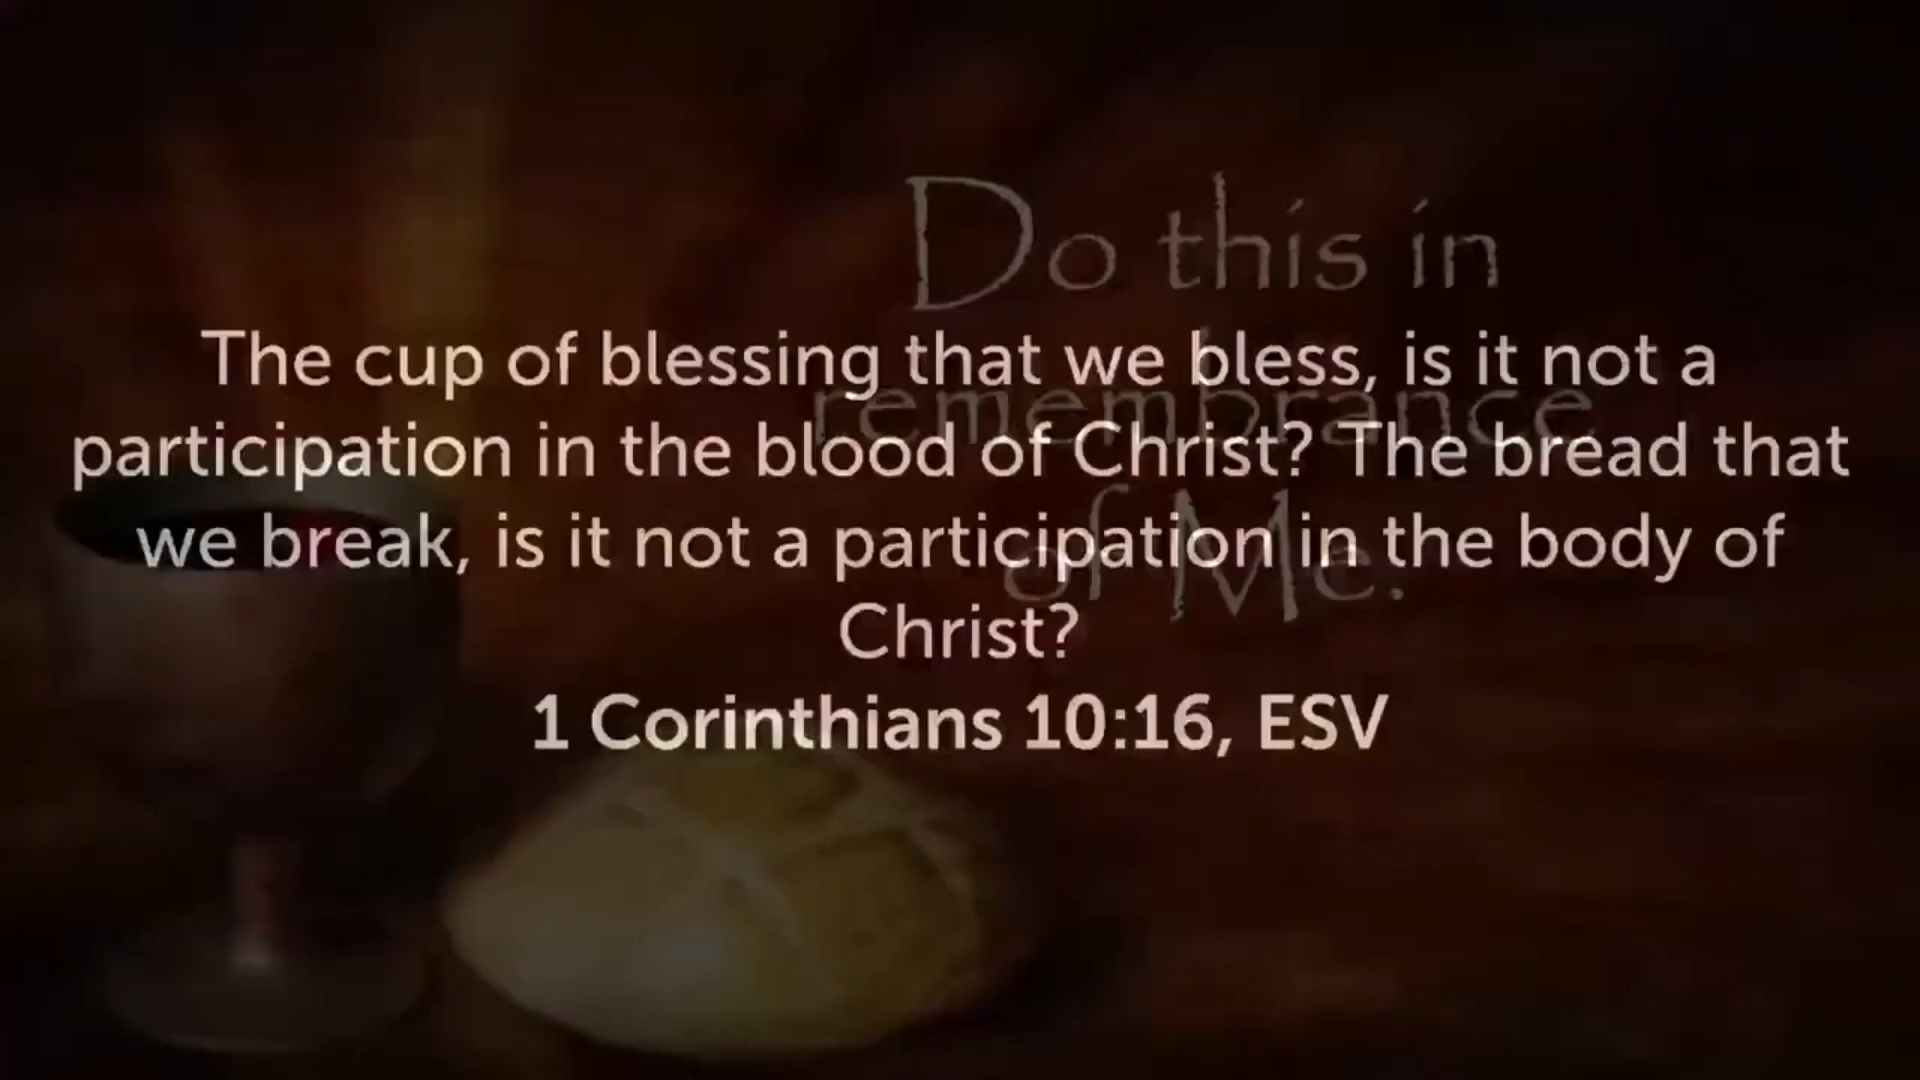 Do this in
remembrance
of Me.
The cup of blessing that we bless, is it not a
participation in the blood of Christ? The bread that
we break, is it not a participation in the body of
Christ?
1 Corinthians 10:16, ESV